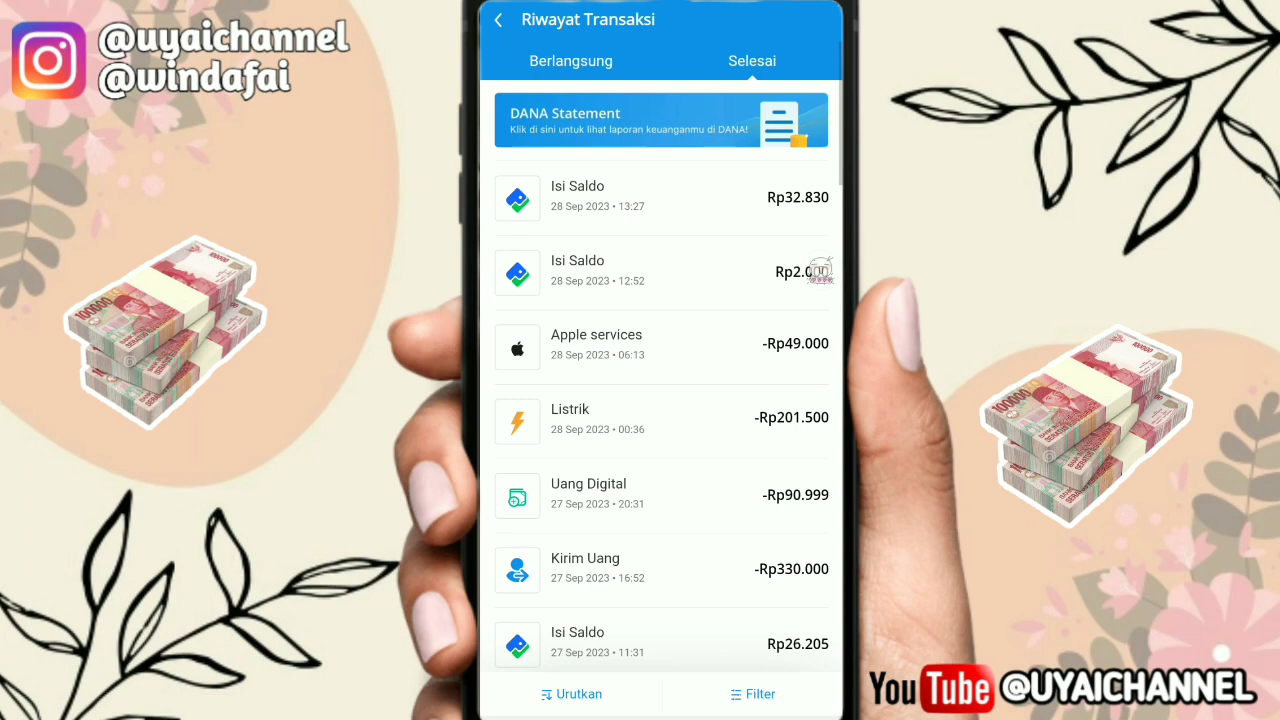 @uyaichannel
@windafai
Riwayat Transaksi
Berlangsung
Selesai
DANA Statement
Klik di sini untuk lihat laporan keuanganmu di DANA!
Isi Saldo
Rp32.830
28 Sep 2023 • 13:27
Isi Saldo
28 Sep 2023 • 12:52
Apple services
-Rp49.000
28 Sep 2023 • 06:13
Listrik
-Rp201.500
28 Sep 2023 • 00:36
Uang Digital
-Rp90.999
27 Sep 2023 • 20:31
Kirim Uang
-Rp330.000
27 Sep 2023 • 16:52
Isi Saldo
Rp26.205
27 Sep 2023 • 11:31
Urutkan
Filter
100000
100000
100000
100000
YouTube @UYAICHANNEL